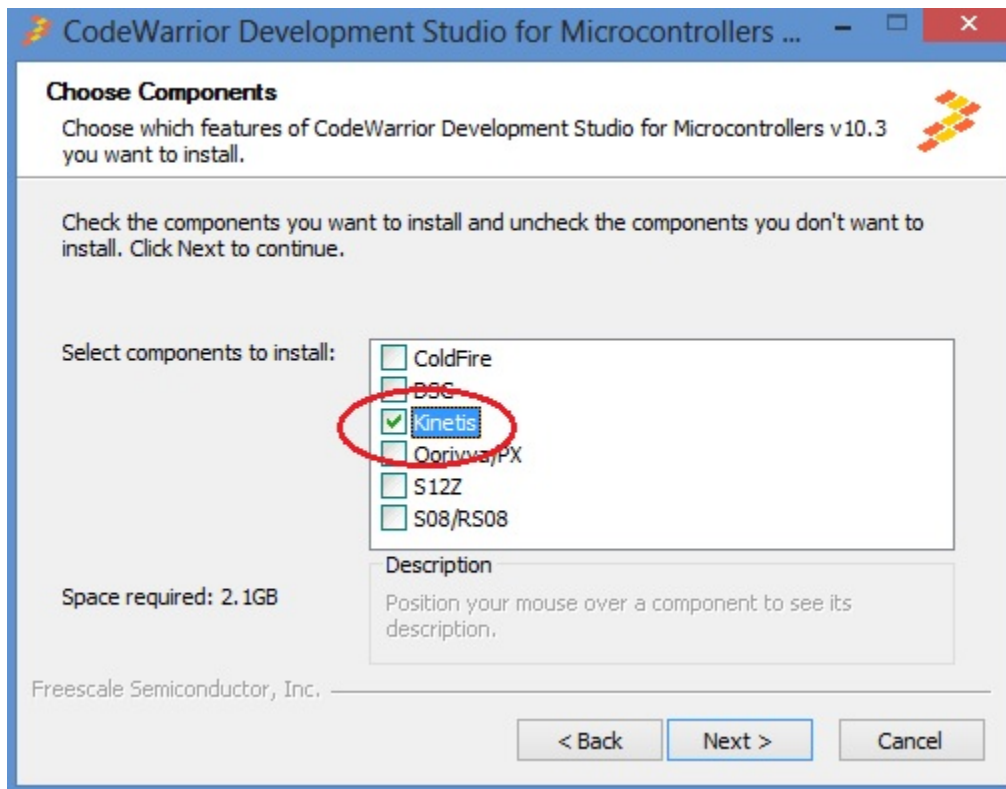 CodeWarrior Development Studio for Microcontrollers ...
Choose Components
Choose which features of CodeWarrior Development Studio for Microcontrollers v10.3
you want to install.
Check the components you want to install and uncheck the components you don't want to
install. Click Next to continue.
Select components to install:
ColdFire
DSC
Kinetis
Qorivva/PX
S12Z
S08/RS08
Space required: 2.1GB
Description
Position your mouse over a component to see its
description.
Freescale Semiconductor, Inc.
< Back
Next >
Cancel